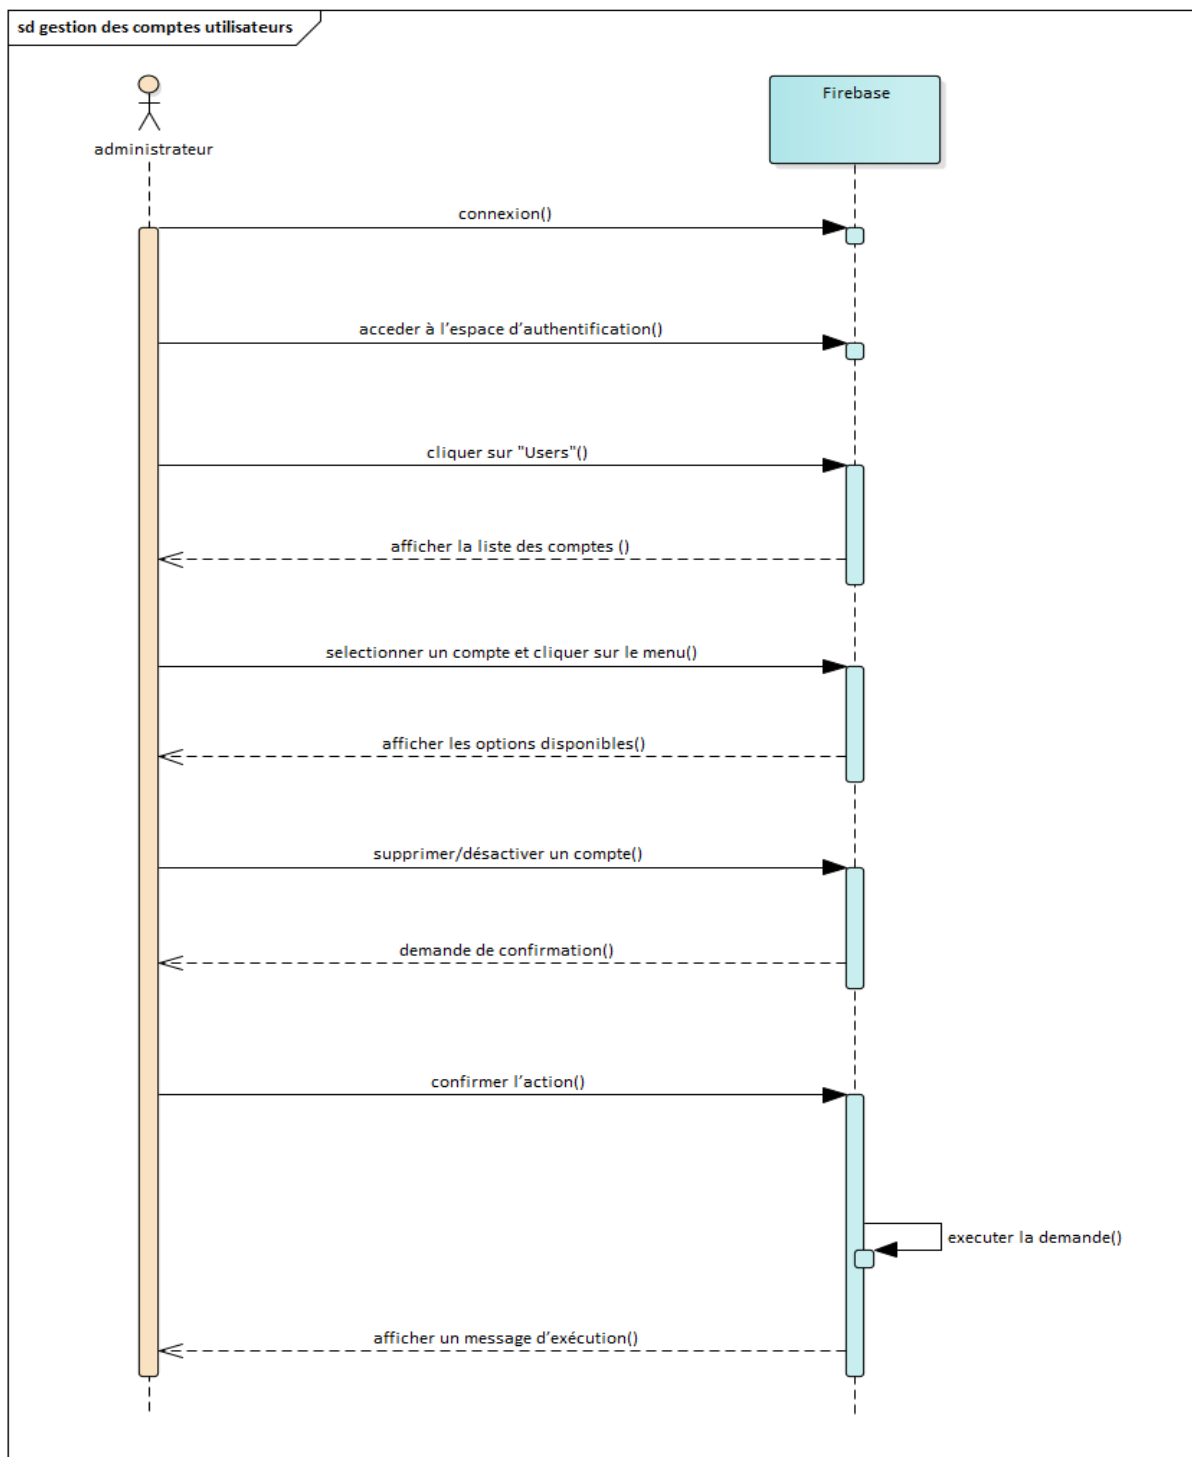 sd gestion des comptes utilisateurs
administrateur
Firebase
connexion()
acceder à l’espace d’authentification()
cliquer sur "Users"()
afficher la liste des comptes ()
selectionner un compte et cliquer sur le menu()
afficher les options disponibles()
supprimer/désactiver un compte()
demande de confirmation()
confirmer l’action()
executer la demande()
afficher un message d’exécution()